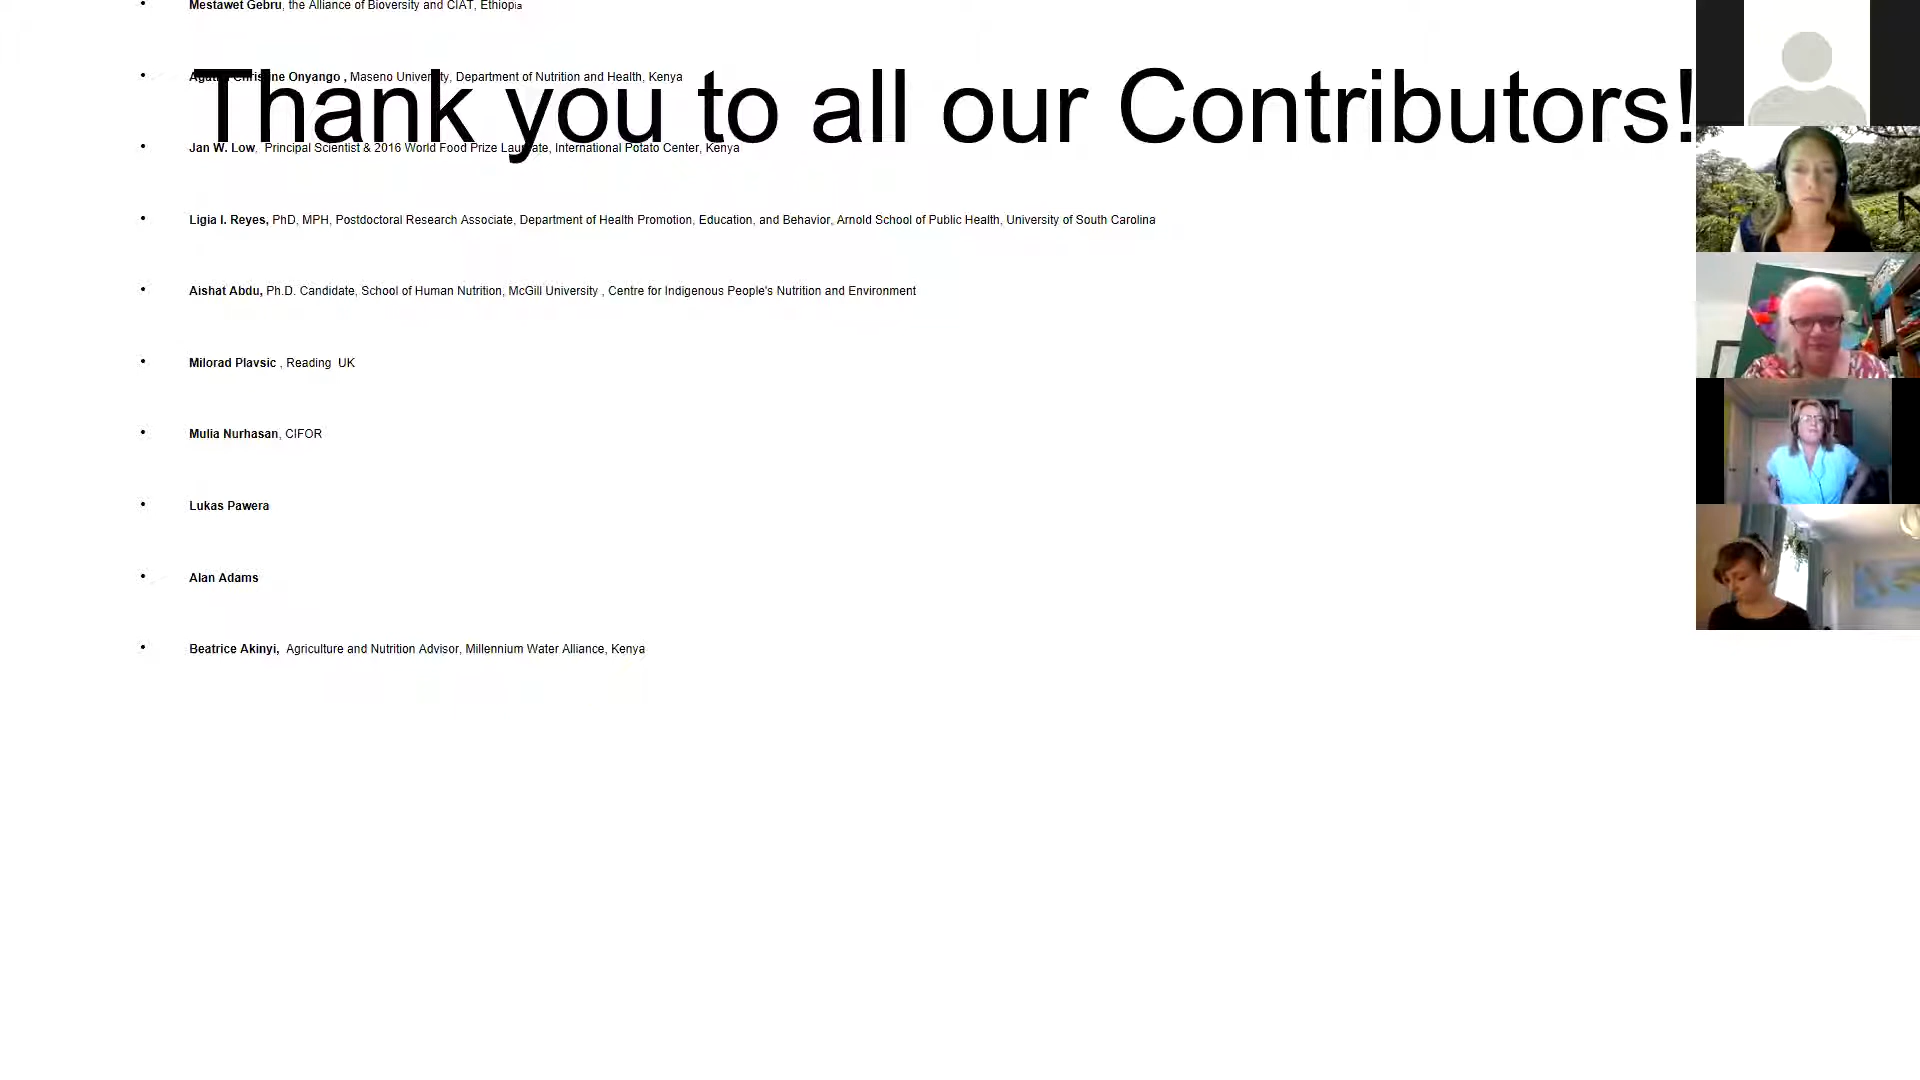 • Mestawet Gebru, the Alliance of Bioversity and CIAT, Ethiopia
Thank you to all our Contributors!
• Agatha Christine Onyango , Maseno University, Department of Nutrition and Health, Kenya
• Jan W. Low, Principal Scientist & 2016 World Food Prize Laureate, International Potato Center, Kenya
• Ligia I. Reyes, PhD, MPH, Postdoctoral Research Associate, Department of Health Promotion, Education, and Behavior, Arnold School of Public Health, University of South Carolina
• Aishat Abdu, Ph.D. Candidate, School of Human Nutrition, McGill University , Centre for Indigenous People's Nutrition and Environment
• Milorad Plavsic , Reading UK
• Mulia Nurhasan, CIFOR
• Lukas Pawera
• Alan Adams
• Beatrice Akinyi, Agriculture and Nutrition Advisor, Millennium Water Alliance, Kenya